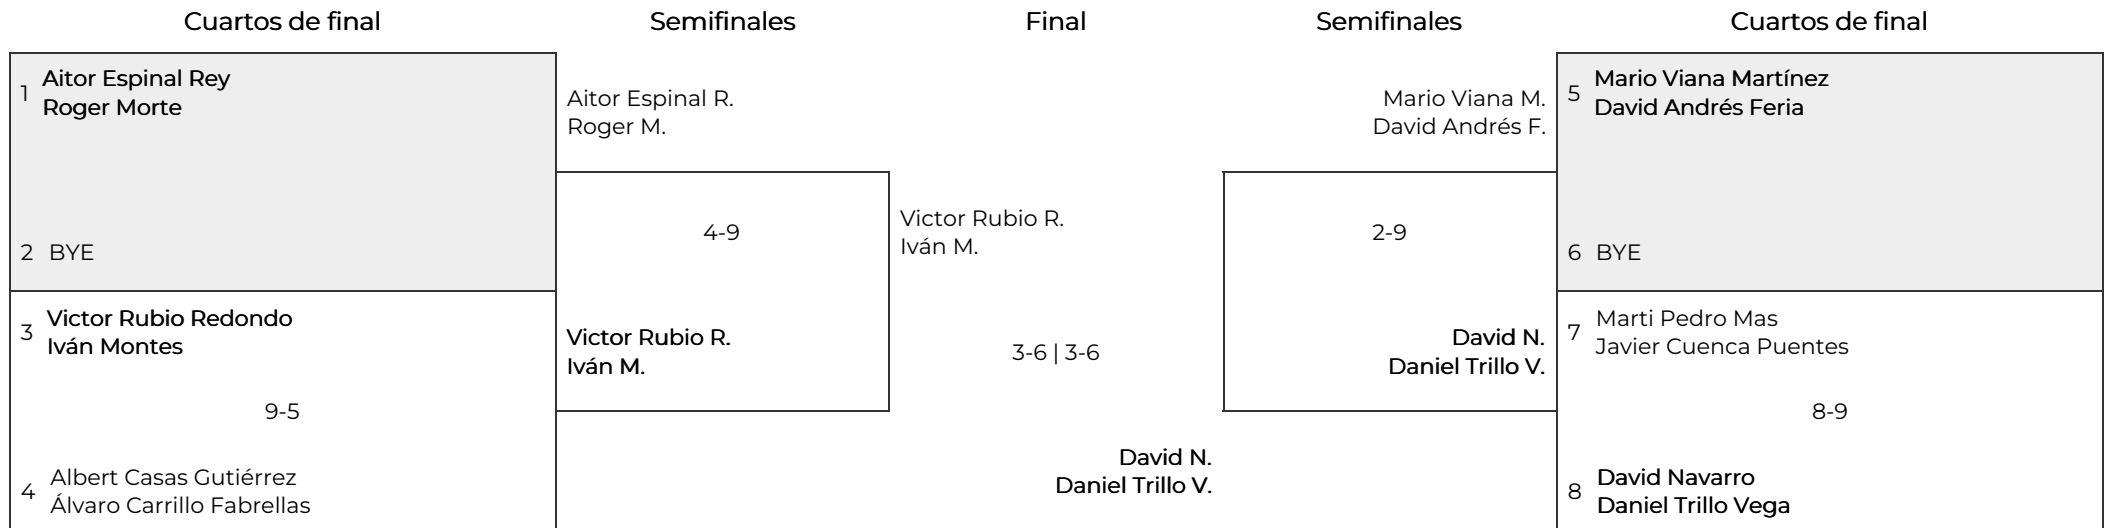 Cuartos de final
Semifinales
Final
Semifinales
Cuartos de final
1
Aitor Espinal Rey
Roger Morte
2 BYE
3
Victor Rubio Redondo
Iván Montes
9-5
4
Albert Casas Gutiérrez
Álvaro Carrillo Fabrellas
Aitor Espinal R.
Roger M.
4-9
Victor Rubio R.
Iván M.
Victor Rubio R.
Iván M.
3-6 | 3-6
David N.
Daniel Trillo V.
Mario Viana M.
David Andrés F.
2-9
David N.
Daniel Trillo V.
5
Mario Viana Martínez
David Andrés Feria
6 BYE
7
Marti Pedro Mas
Javier Cuenca Puentes
8-9
8
David Navarro
Daniel Trillo Vega